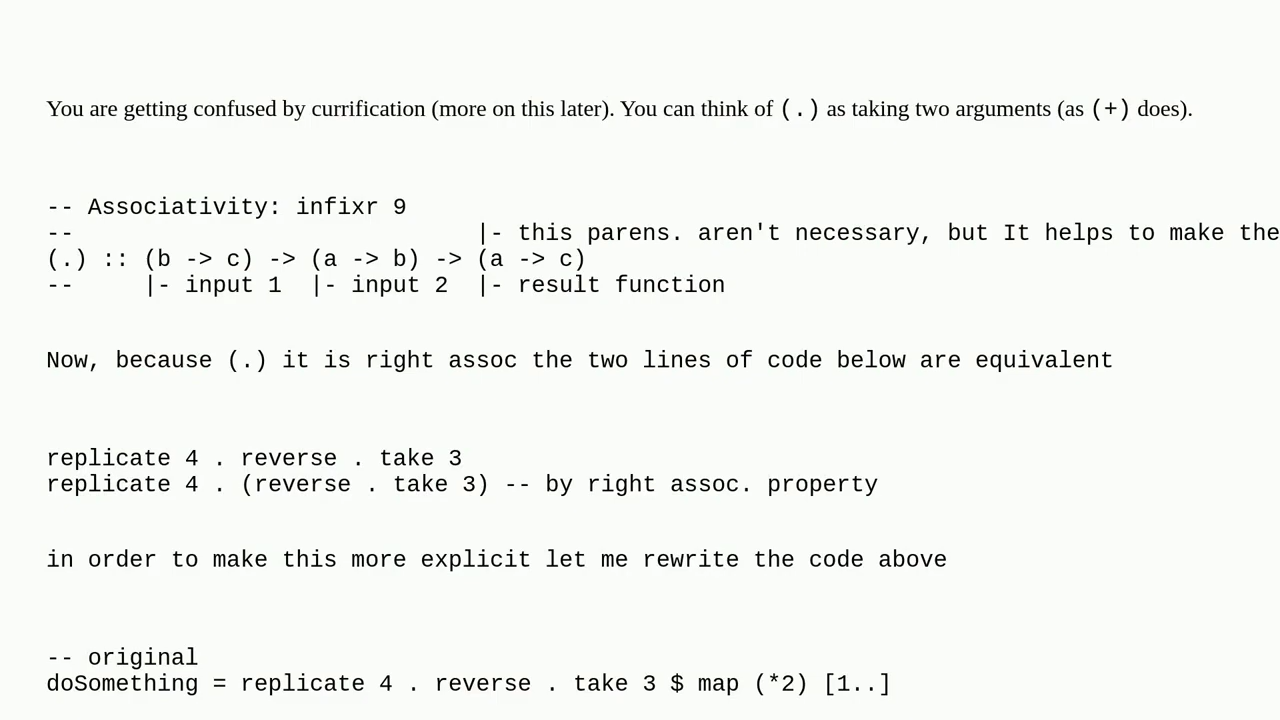 You are getting confused by currification (more on this later). You can think of (.) as taking two arguments (as (+) does).
-- Associativity: infixr 9
--                             |- this parens. aren't necessary, but It helps to make the
(.) :: (b -> c) -> (a -> b) -> (a -> c)
--     |- input 1  |- input 2  |- result function
Now, because (.) it is right assoc the two lines of code below are equivalent
replicate 4 . reverse . take 3
replicate 4 . (reverse . take 3) -- by right assoc. property
in order to make this more explicit let me rewrite the code above
-- original
doSomething = replicate 4 . reverse . take 3 $ map (*2) [1..]